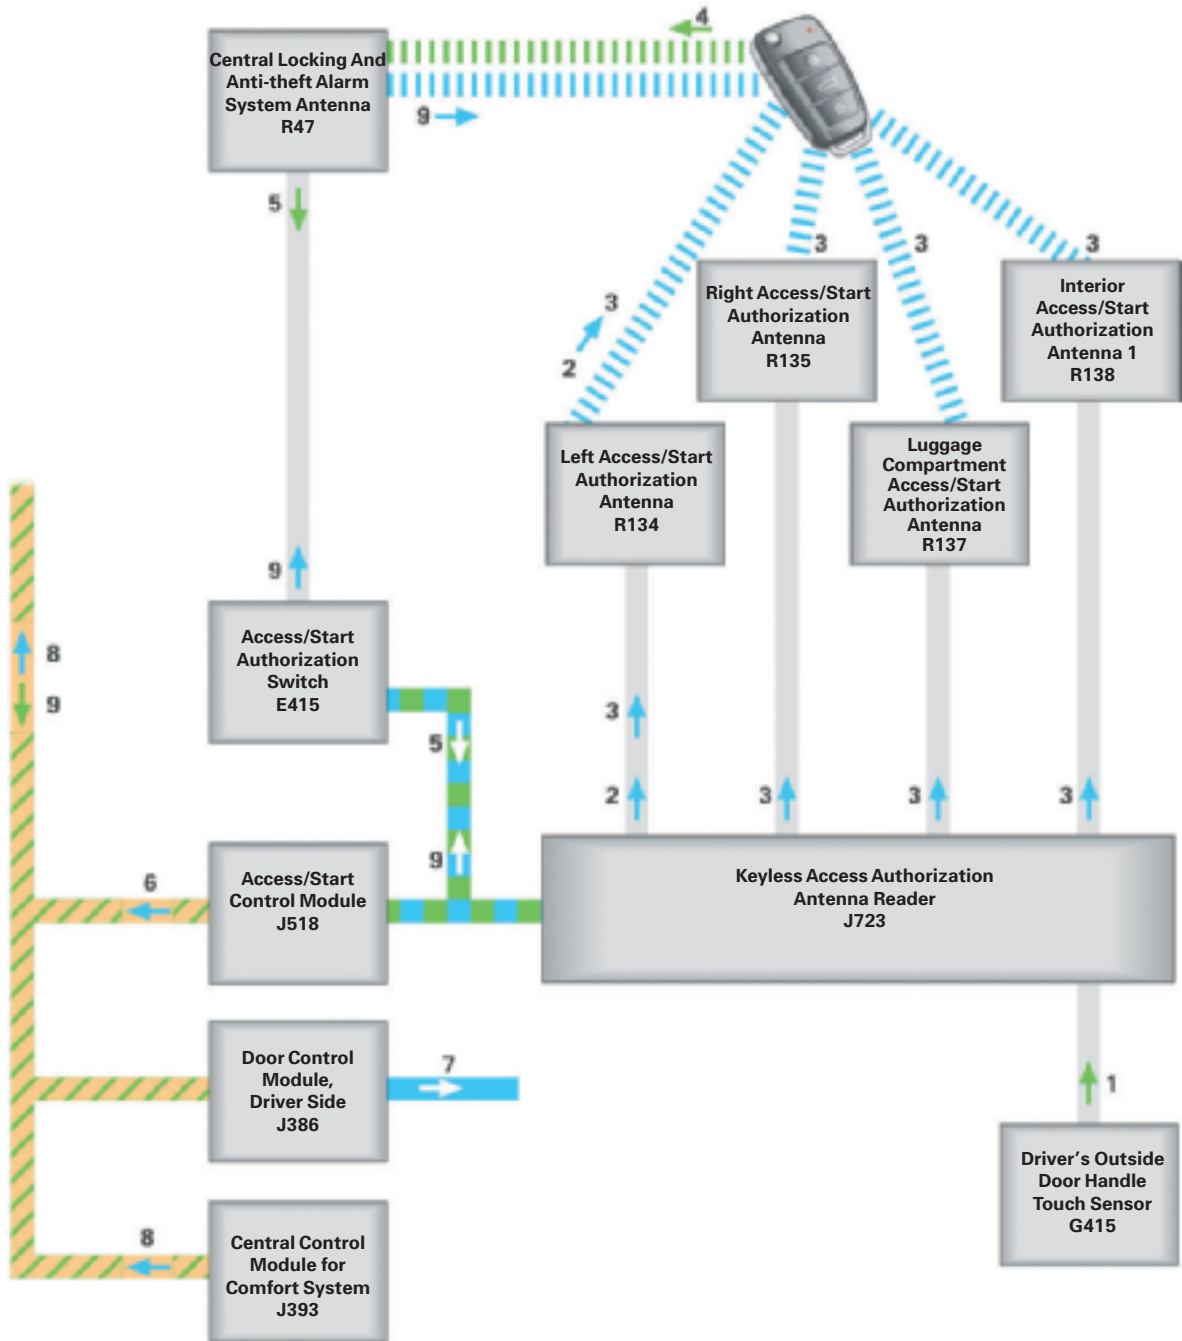 4
Central Locking And
Anti-theft Alarm
System Antenna
R47
9
5
3
3
3
Right Access/Start
Authorization
Antenna
R135
Interior
Access/Start
Authorization
Antenna 1
R138
3
2
Left Access/Start
Authorization
Antenna
R134
Luggage
Compartment
Access/Start
Authorization
Antenna
R137
9
Access/Start
Authorization
Switch
E415
8
9
3
5
2
3
3
3
9
Access/Start
Control Module
J518
6
Keyless Access Authorization
Antenna Reader
J723
Door Control
Module,
Driver Side
J386
7
1
Driver's Outside
Door Handle
Touch Sensor
G415
Central Control
Module for
Comfort System
J393
8